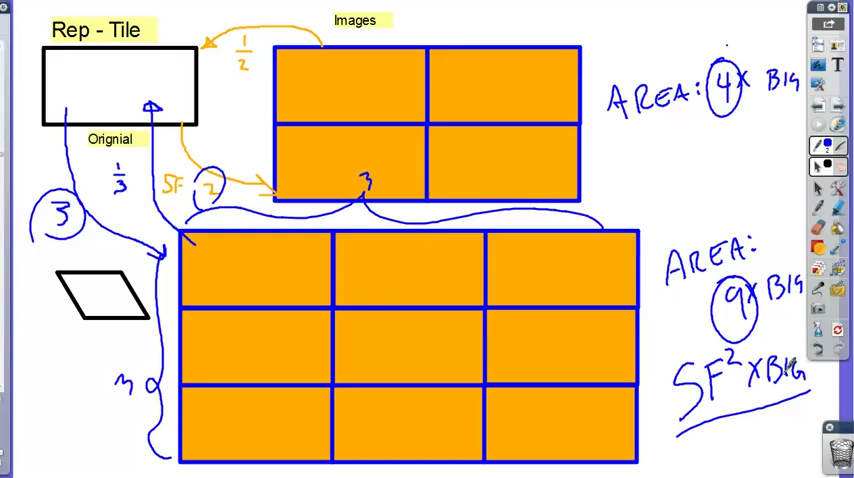 Rep - Tile
Images
1
2
AREA: 4x BIG
Orignial
1
3
SF 2
3
3
AREA:
9x BIG
3
SF² x BIG